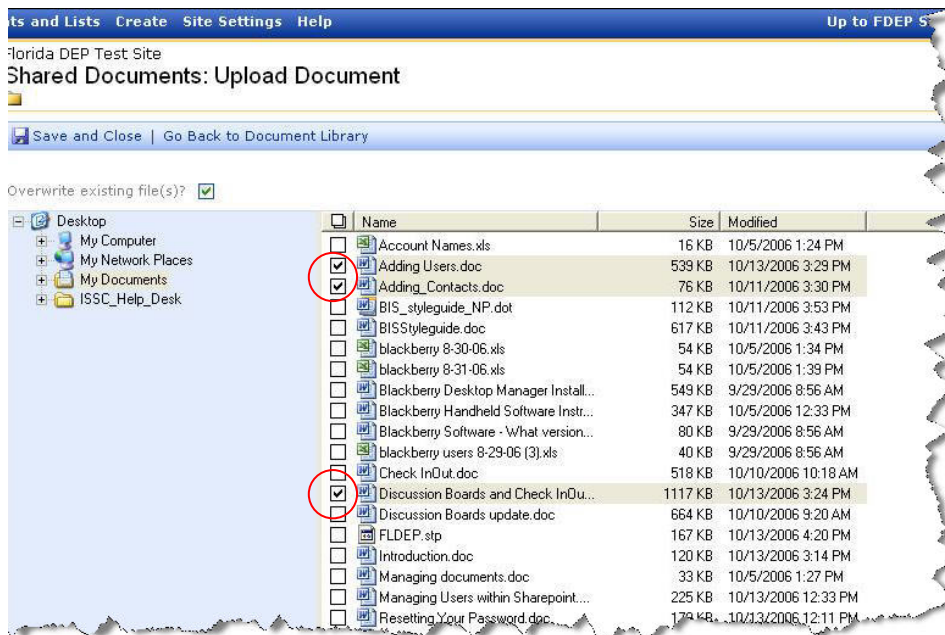 ts and Lists Create Site Settings Help Up to FDEP S
Florida DEP Test Site
Shared Documents: Upload Document
Save and Close | Go Back to Document Library
Overwrite existing file(s)?
Desktop Name Size Modified
My Computer Account Names.xls 16 KB 10/5/2006 1:24 PM
My Network Places Adding Users.doc 539 KB 10/13/2006 3:29 PM
My Documents Adding_Contacts.doc 76 KB 10/11/2006 3:30 PM
ISSC_Help_Desk BIS_styleguide_NP.dot 112 KB 10/11/2006 3:53 PM
BISStyleguide.doc 617 KB 10/11/2006 3:43 PM
blackberry 8-30-06.xls 54 KB 10/5/2006 1:34 PM
blackberry 8-31-06.xls 54 KB 10/5/2006 1:39 PM
Blackberry Desktop Manager Install... 549 KB 9/29/2006 8:56 AM
Blackberry Handheld Software Instr... 347 KB 10/5/2006 12:33 PM
Blackberry Software - What version... 80 KB 9/29/2006 8:56 AM
blackberry users 8-29-06 (3).xls 40 KB 9/29/2006 8:56 AM
Check InOut.doc 518 KB 10/10/2006 10:18 AM
Discussion Boards and Check InOu... 1117 KB 10/13/2006 3:24 PM
Discussion Boards update.doc 664 KB 10/10/2006 9:20 AM
FLDEP.stp 167 KB 10/13/2006 4:20 PM
Introduction.doc 120 KB 10/13/2006 3:14 PM
Managing documents.doc 33 KB 10/5/2006 1:27 PM
Managing Users within Sharepoint.... 225 KB 10/13/2006 12:33 PM
Resetting Your Password.doc 179 KB 10/13/2006 12:11 PM